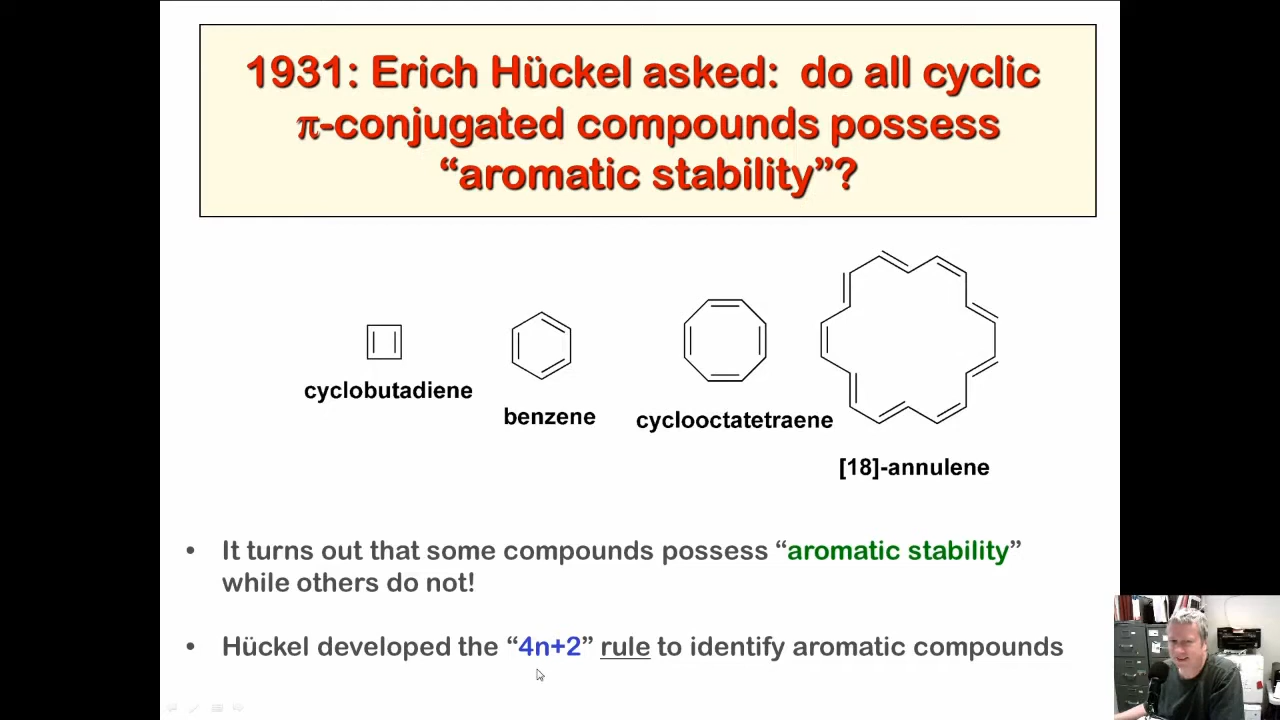 1931: Erich Hückel asked: do all cyclic
π-conjugated compounds possess
“aromatic stability”?
cyclobutadiene
benzene
cyclooctatetraene
[18]-annulene
• It turns out that some compounds possess “aromatic stability”
while others do not!
• Hückel developed the “4n+2” rule to identify aromatic compounds